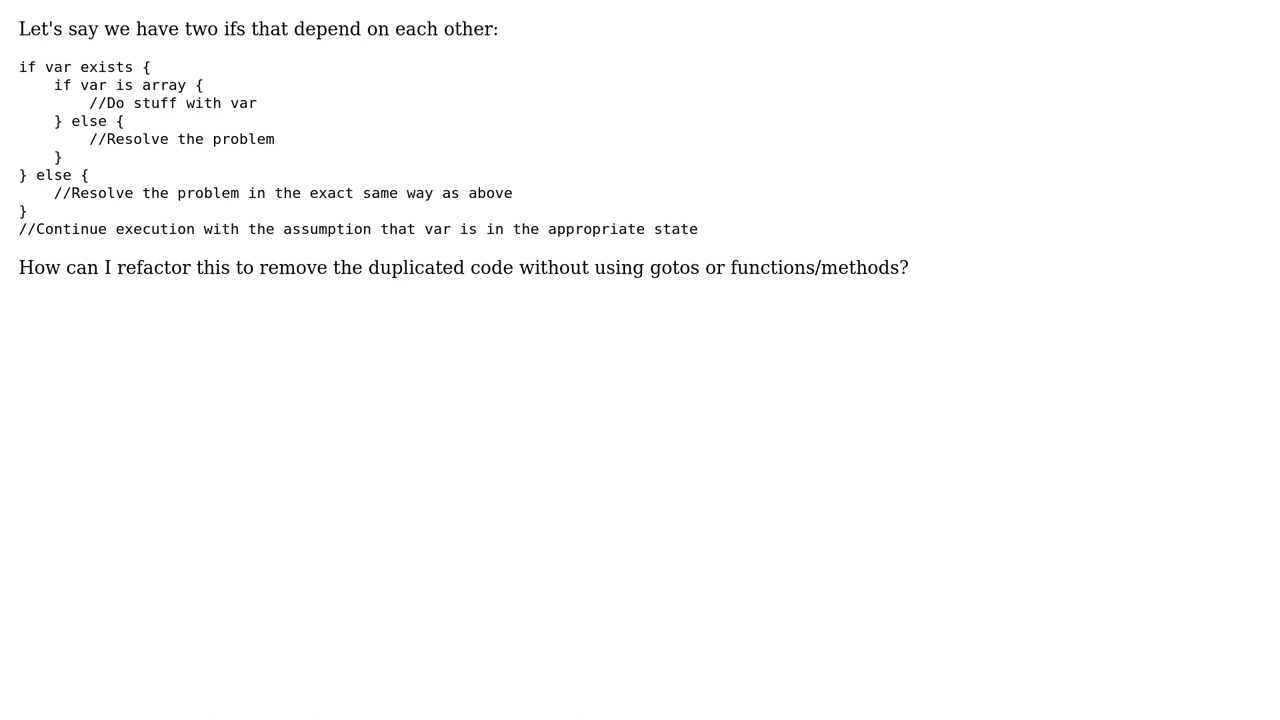 Let's say we have two ifs that depend on each other:
if var exists {
    if var is array {
        //Do stuff with var
    } else {
        //Resolve the problem
    }
} else {
    //Resolve the problem in the exact same way as above
}
//Continue execution with the assumption that var is in the appropriate state
How can I refactor this to remove the duplicated code without using gotos or functions/methods?